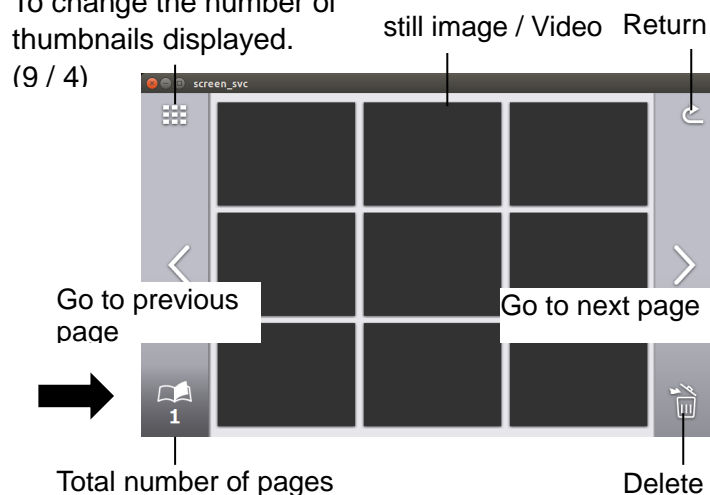 To change the number of
thumbnails displayed.
(9 / 4)
still image / Video
Return
screen_svc
Go to previous
page
Go to next page
1
Total number of pages
Delete